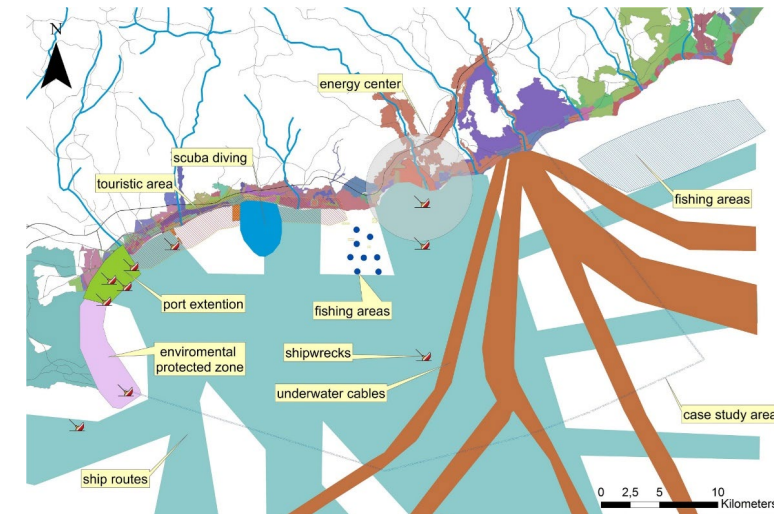 N
energy center
scuba diving
touristic area
fishing areas
port extention
fishing areas
enviromental
protected zone
shipwrecks
underwater cables
case study area
ship routes
0 2,5 5 10
Kilometers